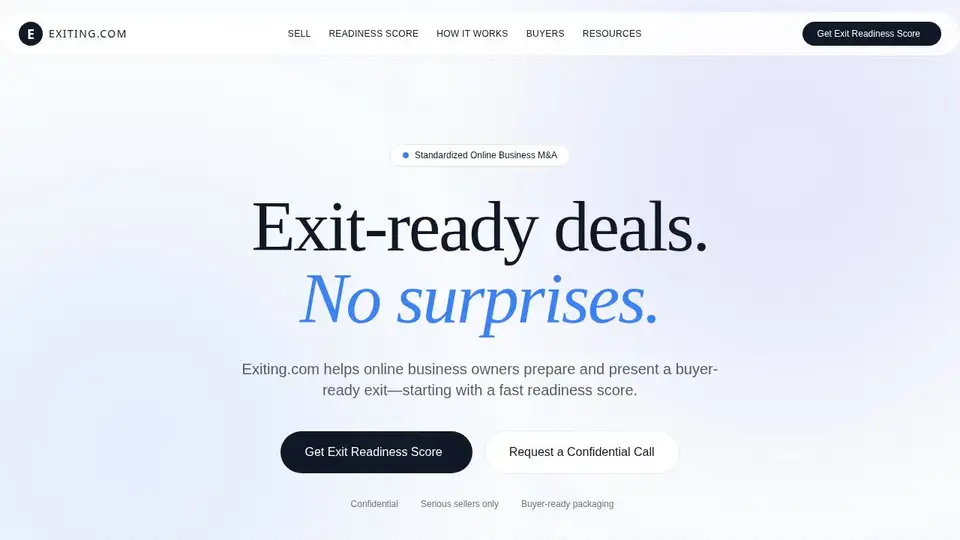 E EXITING.COM
SELL READINESS SCORE HOW IT WORKS BUYERS RESOURCES
Get Exit Readiness Score
Standardized Online Business M&A
Exit-ready deals.
No surprises.
Exiting.com helps online business owners prepare and present a buyer-
ready exit—starting with a fast readiness score.
Get Exit Readiness Score
Request a Confidential Call
Confidential Serious sellers only Buyer-ready packaging